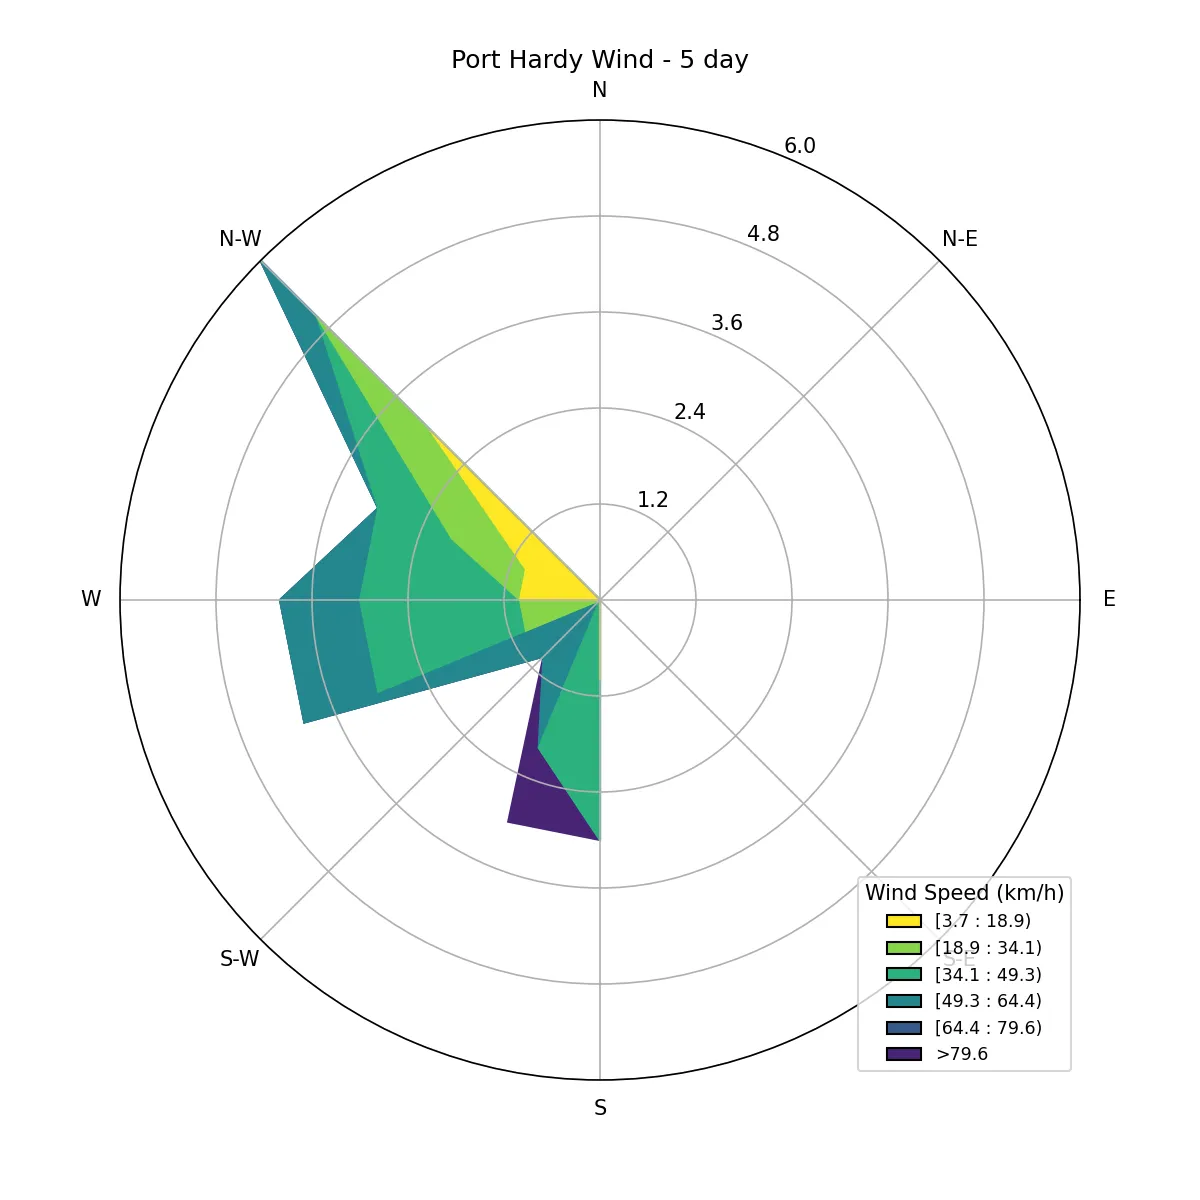 Port Hardy Wind - 5 day
N
6.0
N-W
N-E
4.8
3.6
2.4
1.2
W
E
Wind Speed (km/h)
[3.7 : 18.9)
[18.9 : 34.1)
S-W
S-E
[34.1 : 49.3)
[49.3 : 64.4)
[64.4 : 79.6)
>79.6
S